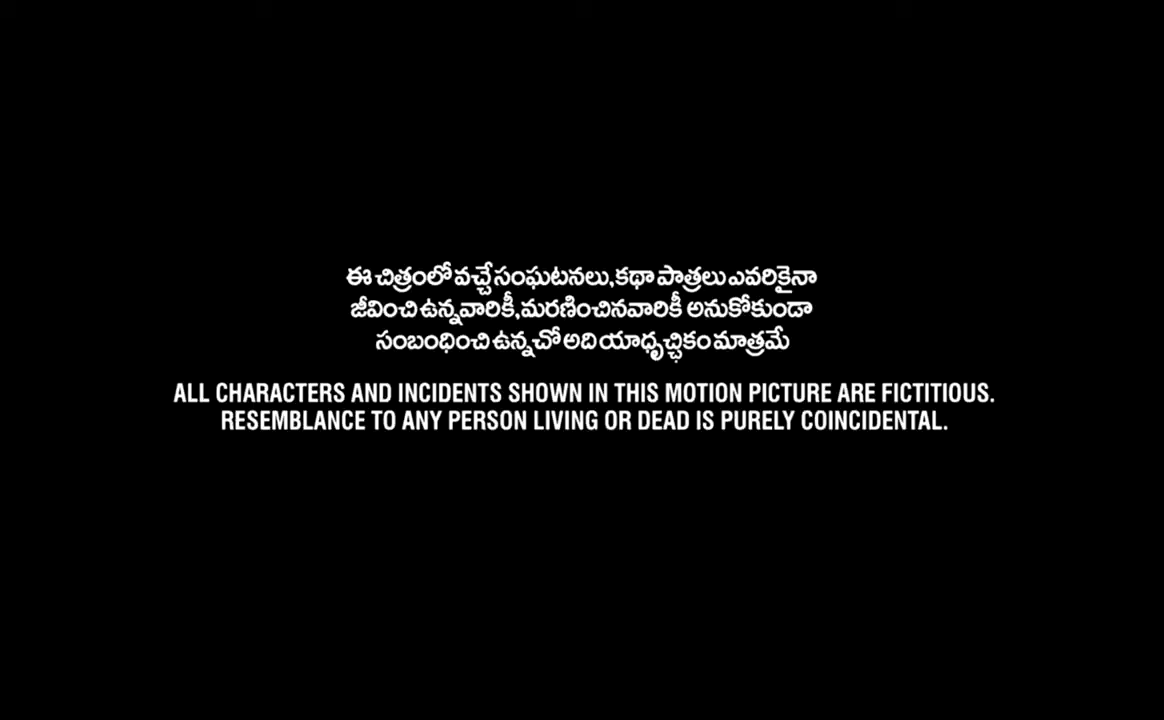 ఈ చిత్రంలో వచ్చే సంఘటనలు, కథా పాత్రలు ఎవరికైనా
జీవించి ఉన్నవారికీ, మరణించినవారికీ అనుకోకుండా
సంబంధించి ఉన్నచో అది యాధృచ్ఛికం మాత్రమే
ALL CHARACTERS AND INCIDENTS SHOWN IN THIS MOTION PICTURE ARE FICTITIOUS.
RESEMBLANCE TO ANY PERSON LIVING OR DEAD IS PURELY COINCIDENTAL.